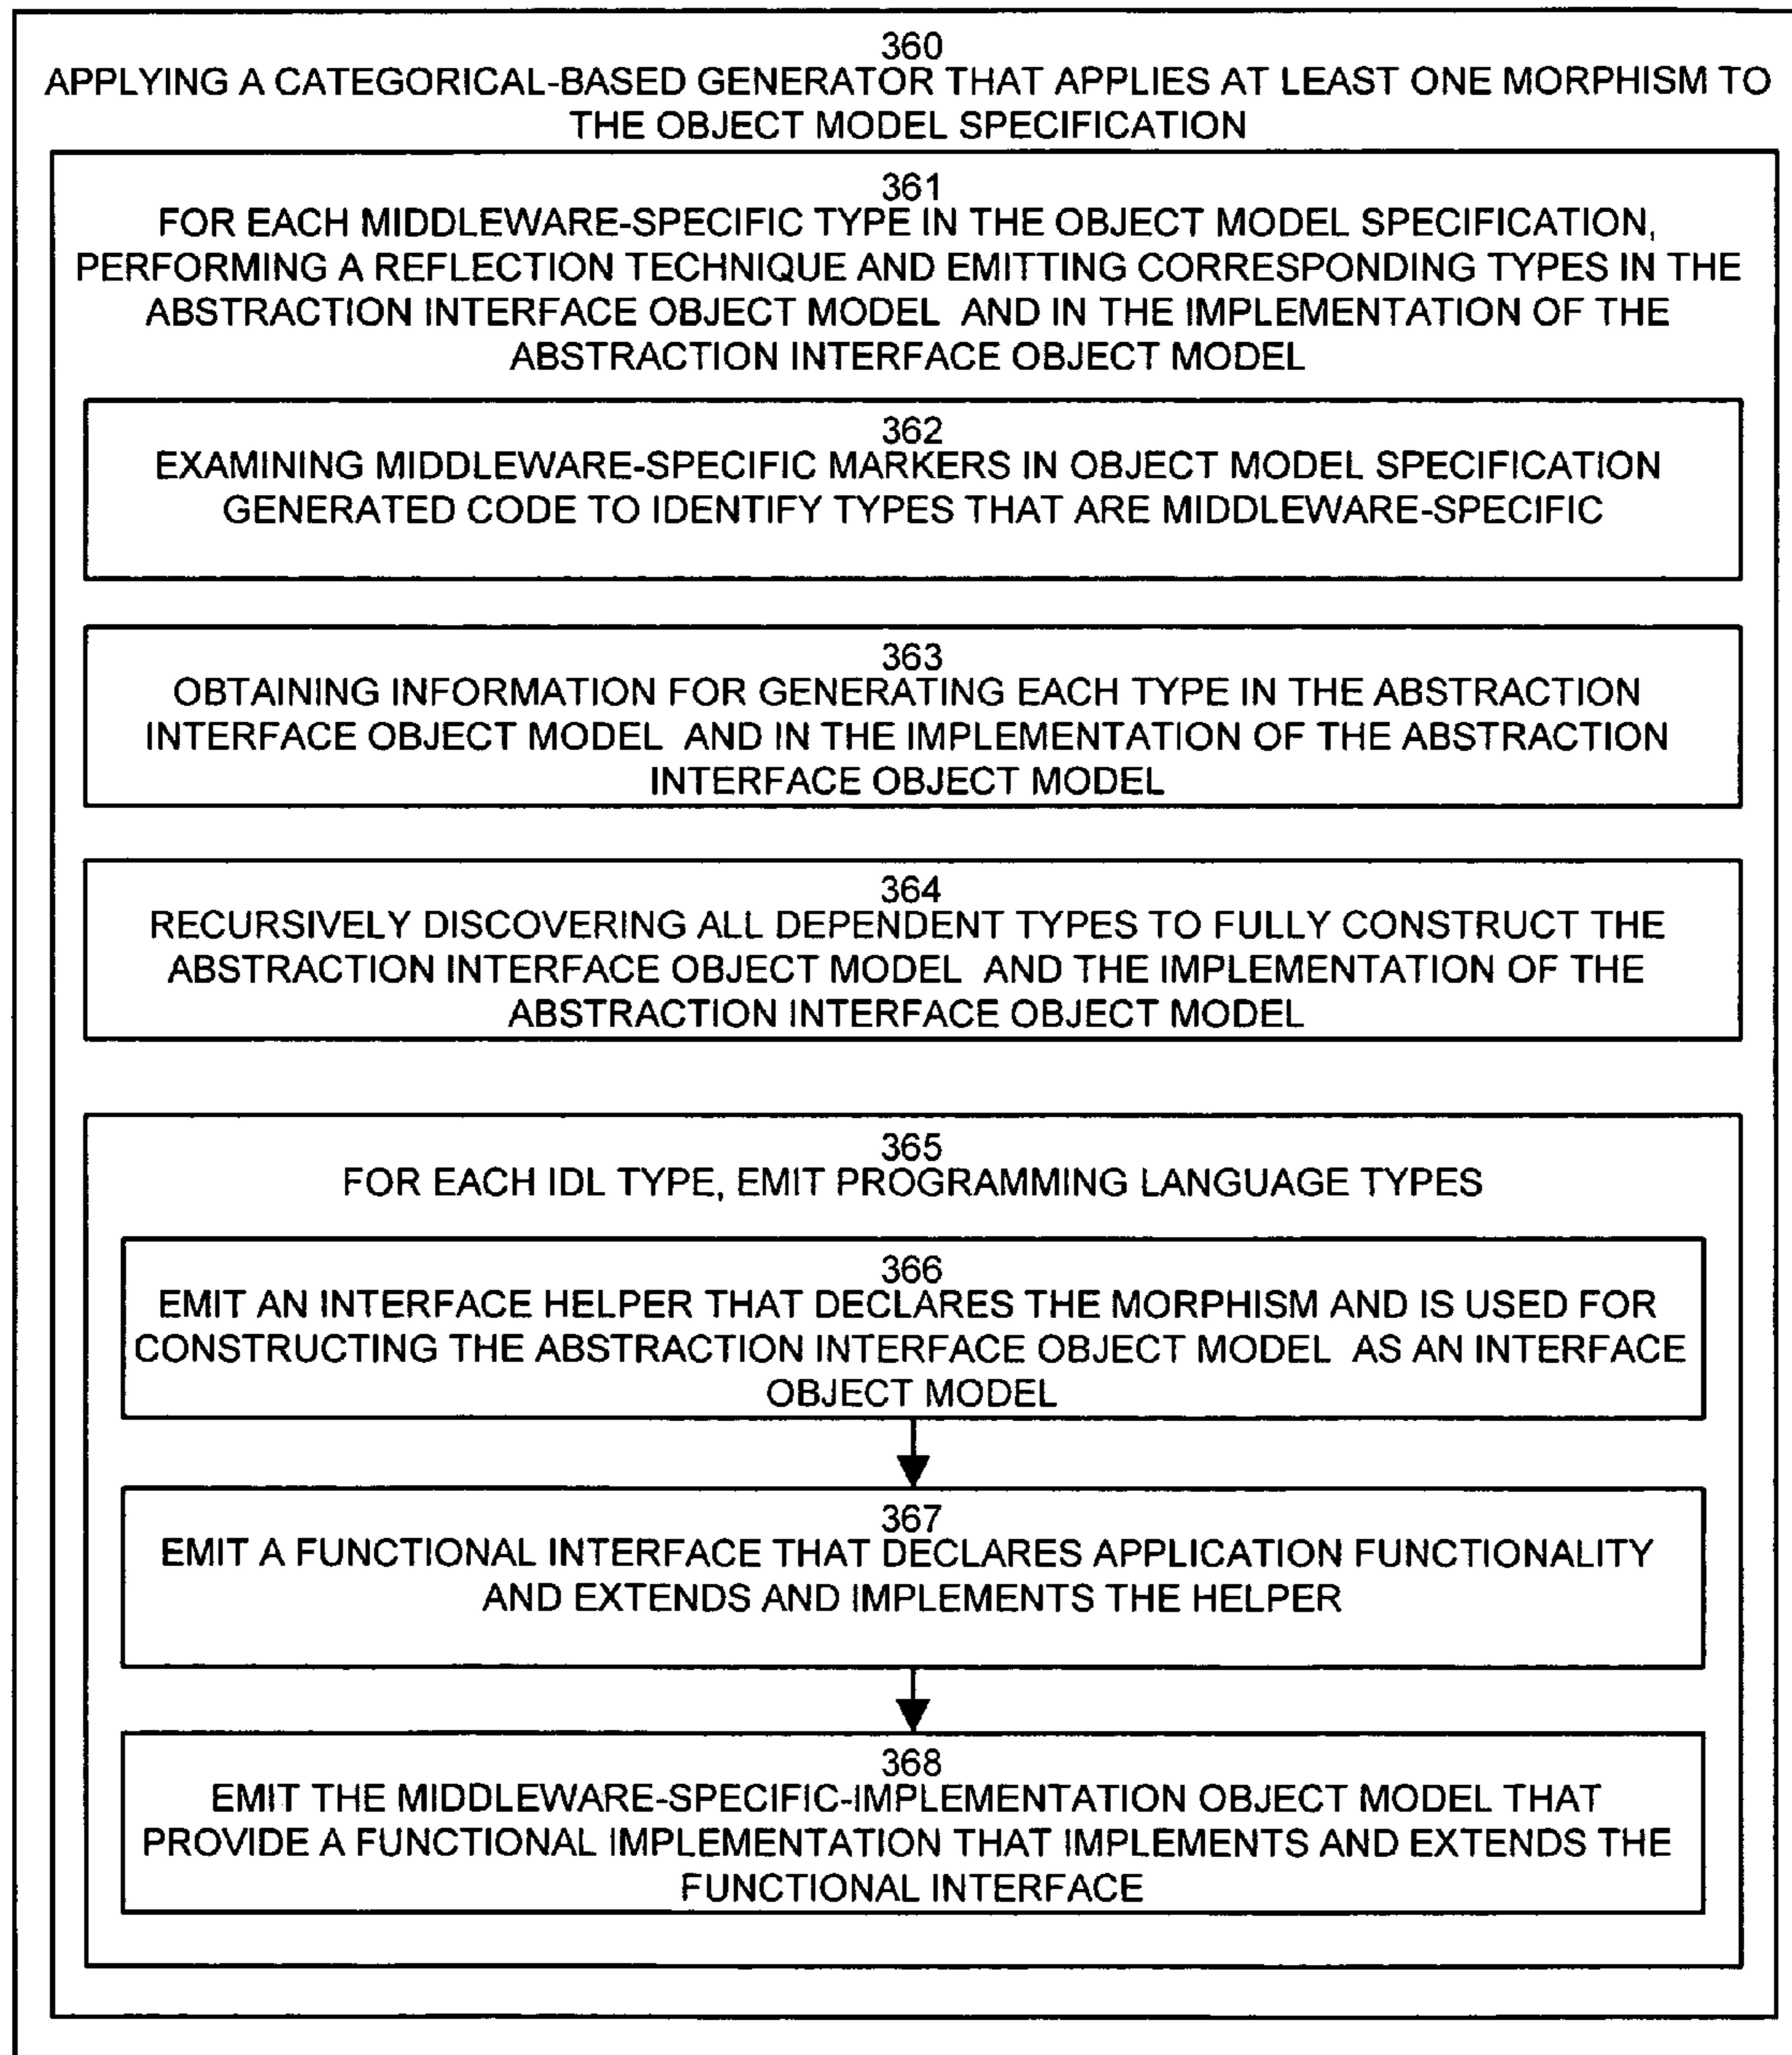 360
APPLYING A CATEGORICAL-BASED GENERATOR THAT APPLIES AT LEAST ONE MORPHISM TO
THE OBJECT MODEL SPECIFICATION
361
FOR EACH MIDDLEWARE-SPECIFIC TYPE IN THE OBJECT MODEL SPECIFICATION,
PERFORMING A REFLECTION TECHNIQUE AND EMITTING CORRESPONDING TYPES IN THE
ABSTRACTION INTERFACE OBJECT MODEL AND IN THE IMPLEMENTATION OF THE
ABSTRACTION INTERFACE OBJECT MODEL
362
EXAMINING MIDDLEWARE-SPECIFIC MARKERS IN OBJECT MODEL SPECIFICATION
GENERATED CODE TO IDENTIFY TYPES THAT ARE MIDDLEWARE-SPECIFIC
363
OBTAINING INFORMATION FOR GENERATING EACH TYPE IN THE ABSTRACTION
INTERFACE OBJECT MODEL AND IN THE IMPLEMENTATION OF THE ABSTRACTION
INTERFACE OBJECT MODEL
364
RECURSIVELY DISCOVERING ALL DEPENDENT TYPES TO FULLY CONSTRUCT THE
ABSTRACTION INTERFACE OBJECT MODEL AND THE IMPLEMENTATION OF THE
ABSTRACTION INTERFACE OBJECT MODEL
365
FOR EACH IDL TYPE, EMIT PROGRAMMING LANGUAGE TYPES
366
EMIT AN INTERFACE HELPER THAT DECLARES THE MORPHISM AND IS USED FOR
CONSTRUCTING THE ABSTRACTION INTERFACE OBJECT MODEL AS AN INTERFACE
OBJECT MODEL
367
EMIT A FUNCTIONAL INTERFACE THAT DECLARES APPLICATION FUNCTIONALITY
AND EXTENDS AND IMPLEMENTS THE HELPER
368
EMIT THE MIDDLEWARE-SPECIFIC-IMPLEMENTATION OBJECT MODEL THAT
PROVIDE A FUNCTIONAL IMPLEMENTATION THAT IMPLEMENTS AND EXTENDS THE
FUNCTIONAL INTERFACE